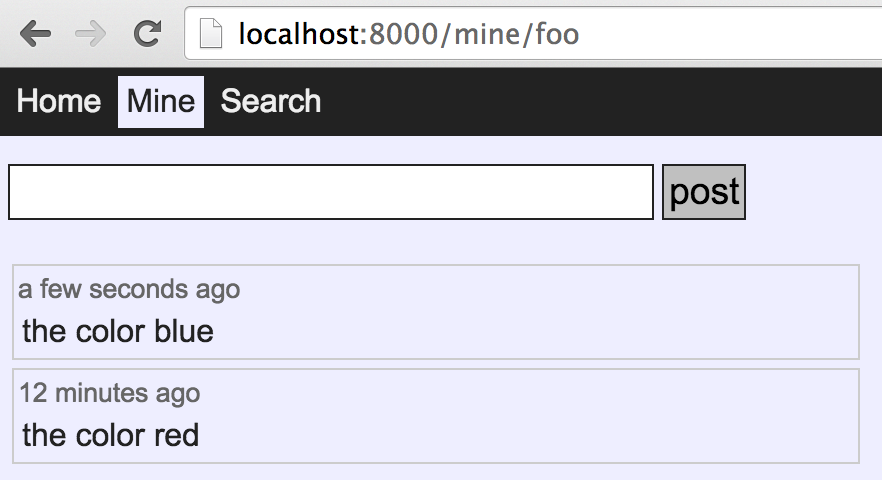 localhost:8000/mine/foo
Home Mine Search
post
a few seconds ago
the color blue
12 minutes ago
the color red